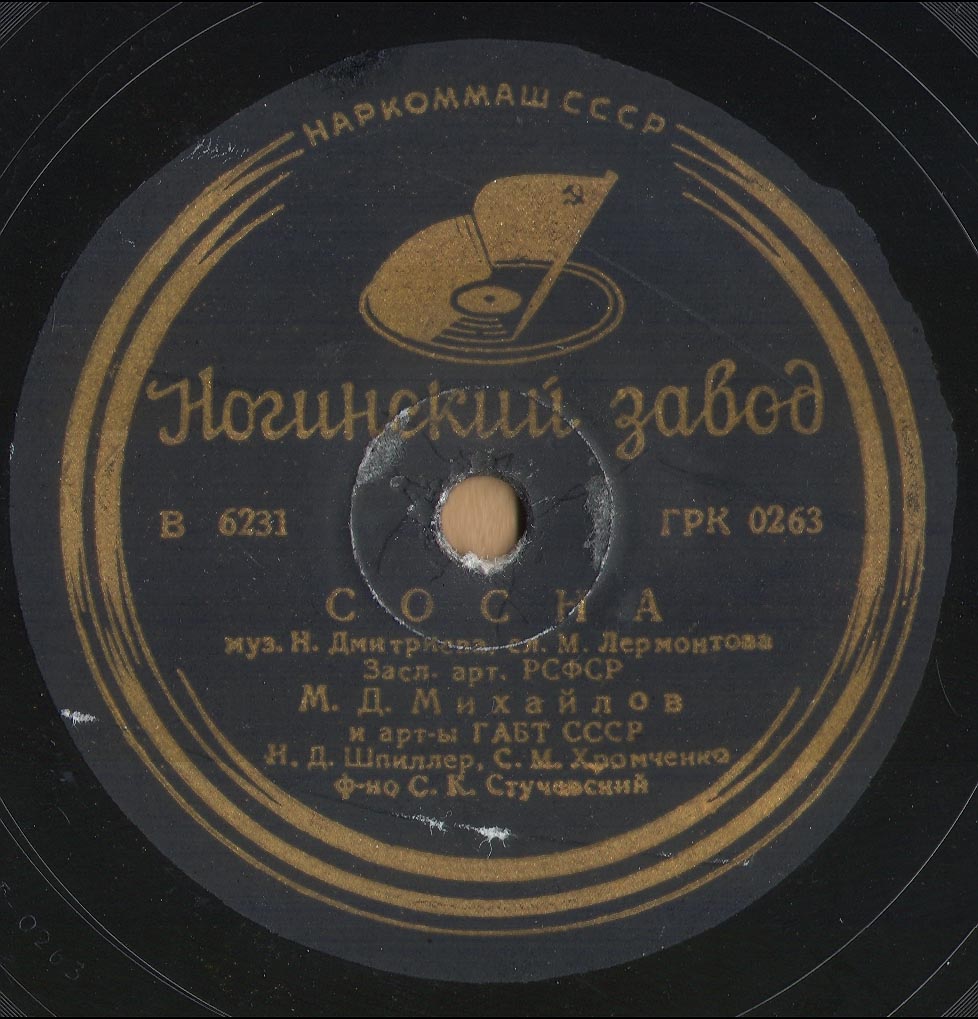 НАРКОММАШ СССР
Ногинский завод
В 6231
ГРК 0263
СОСНА
муз. Н. Дмитриева, сл. М. Лермонтова
Засл. арт. РСФСР
М. Д. Михайлов
и арт-ы ГАБТ СССР
Н. Д. Шпиллер, С. М. Хромченко
ф-но С. К. Стучевский
0263